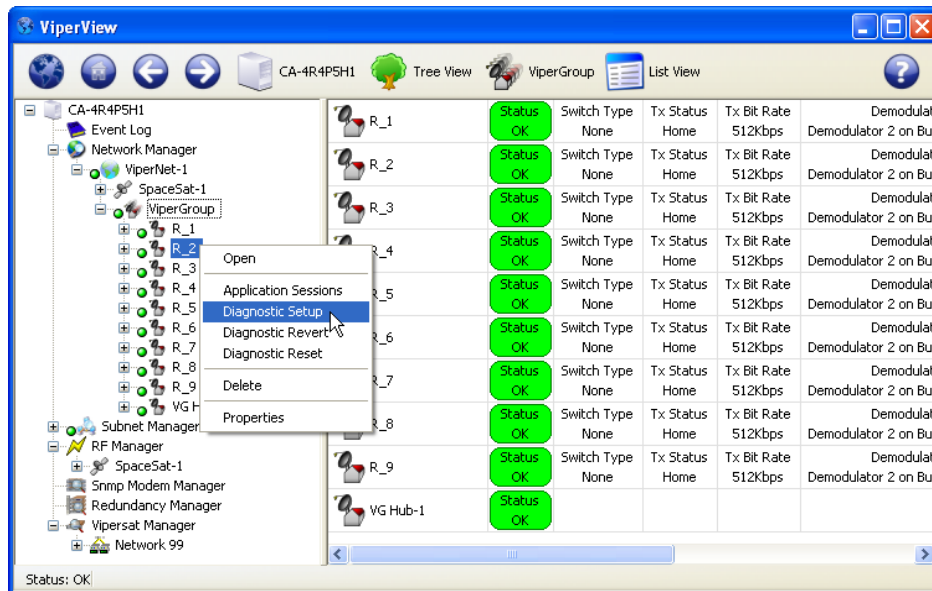 ViperView
CA-4R4P5H1 Tree View ViperGroup List View ?
CA-4R4P5H1
Event Log
Network Manager
ViperNet-1
SpaceSat-1
ViperGroup
R_1
R_2
R_3
R_4
R_5
R_6
R_7
R_8
R_9
VG H
Subnet Manager
RF Manager
SpaceSat-1
Snmp Modem Manager
Redundancy Manager
Vipersat Manager
Network 99
Open
Application Sessions
Diagnostic Setup
Diagnostic Revert
Diagnostic Reset
Delete
Properties
R_1 Status Switch Type Tx Status Tx Bit Rate Demodulat
OK None Home 512Kbps Demodulator 2 on Bu
R_2 Status Switch Type Tx Status Tx Bit Rate Demodulat
OK None Home 512Kbps Demodulator 2 on Bu
R_3 Status Switch Type Tx Status Tx Bit Rate Demodulat
OK None Home 512Kbps Demodulator 2 on Bu
_4 Status Switch Type Tx Status Tx Bit Rate Demodulat
OK None Home 512Kbps Demodulator 2 on Bu
_5 Status Switch Type Tx Status Tx Bit Rate Demodulat
OK None Home 512Kbps Demodulator 2 on Bu
_6 Status Switch Type Tx Status Tx Bit Rate Demodulat
OK None Home 512Kbps Demodulator 2 on Bu
_7 Status Switch Type Tx Status Tx Bit Rate Demodulat
OK None Home 512Kbps Demodulator 2 on Bu
_8 Status Switch Type Tx Status Tx Bit Rate Demodulat
OK None Home 512Kbps Demodulator 2 on Bu
R_9 Status Switch Type Tx Status Tx Bit Rate Demodulat
OK None Home 512Kbps Demodulator 2 on Bu
VG Hub-1 Status
OK
Status: OK